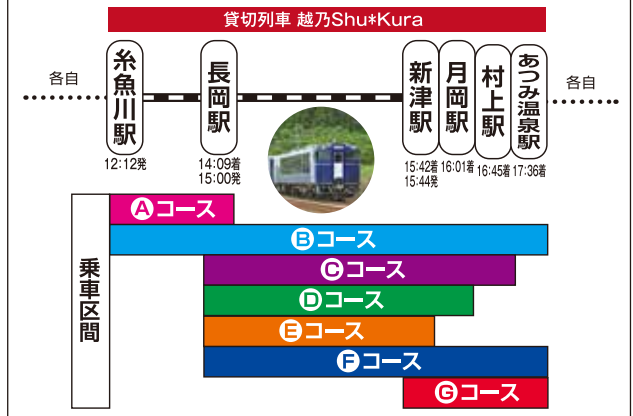 貸切列車 越乃Shu*Kura
各自
糸魚川駅
12:12発
長岡駅
14:09着
15:00発
新津駅
15:42着
15:44発
月岡駅
16:01着
村上駅
16:45着
あつみ温泉駅
17:36着
各自
乗車区間
Aコース
Bコース
Cコース
Dコース
Eコース
Fコース
Gコース